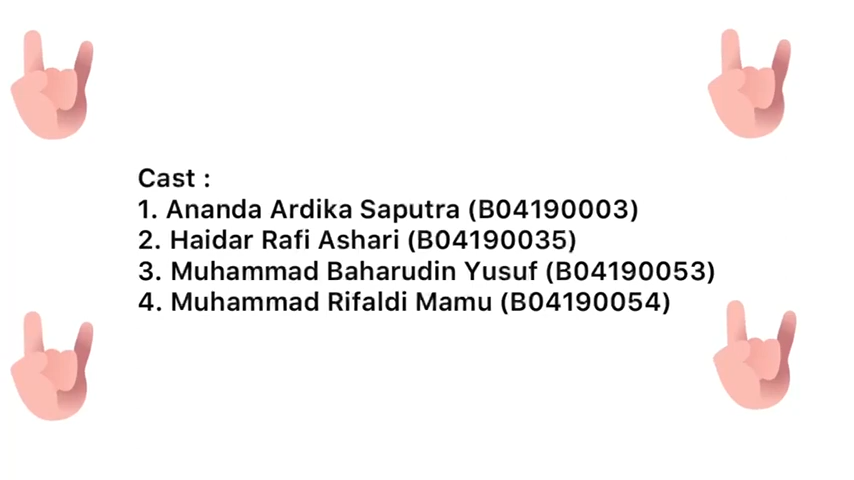 Cast :
1. Ananda Ardika Saputra (B04190003)
2. Haidar Rafi Ashari (B04190035)
3. Muhammad Baharudin Yusuf (B04190053)
4. Muhammad Rifaldi Mamu (B04190054)